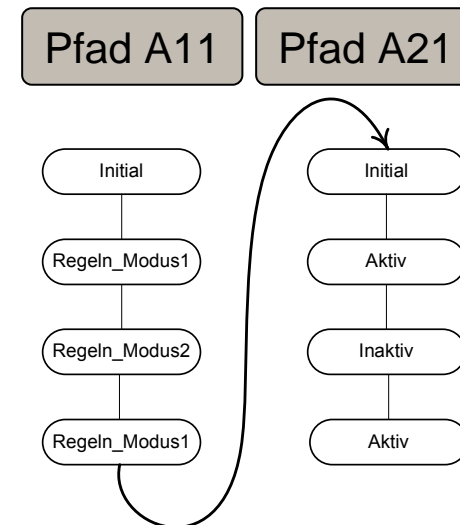 Pfad A11
Pfad A21
Initial
Regeln_Modus1
Regeln_Modus2
Regeln_Modus1
Initial
Aktiv
Inaktiv
Aktiv